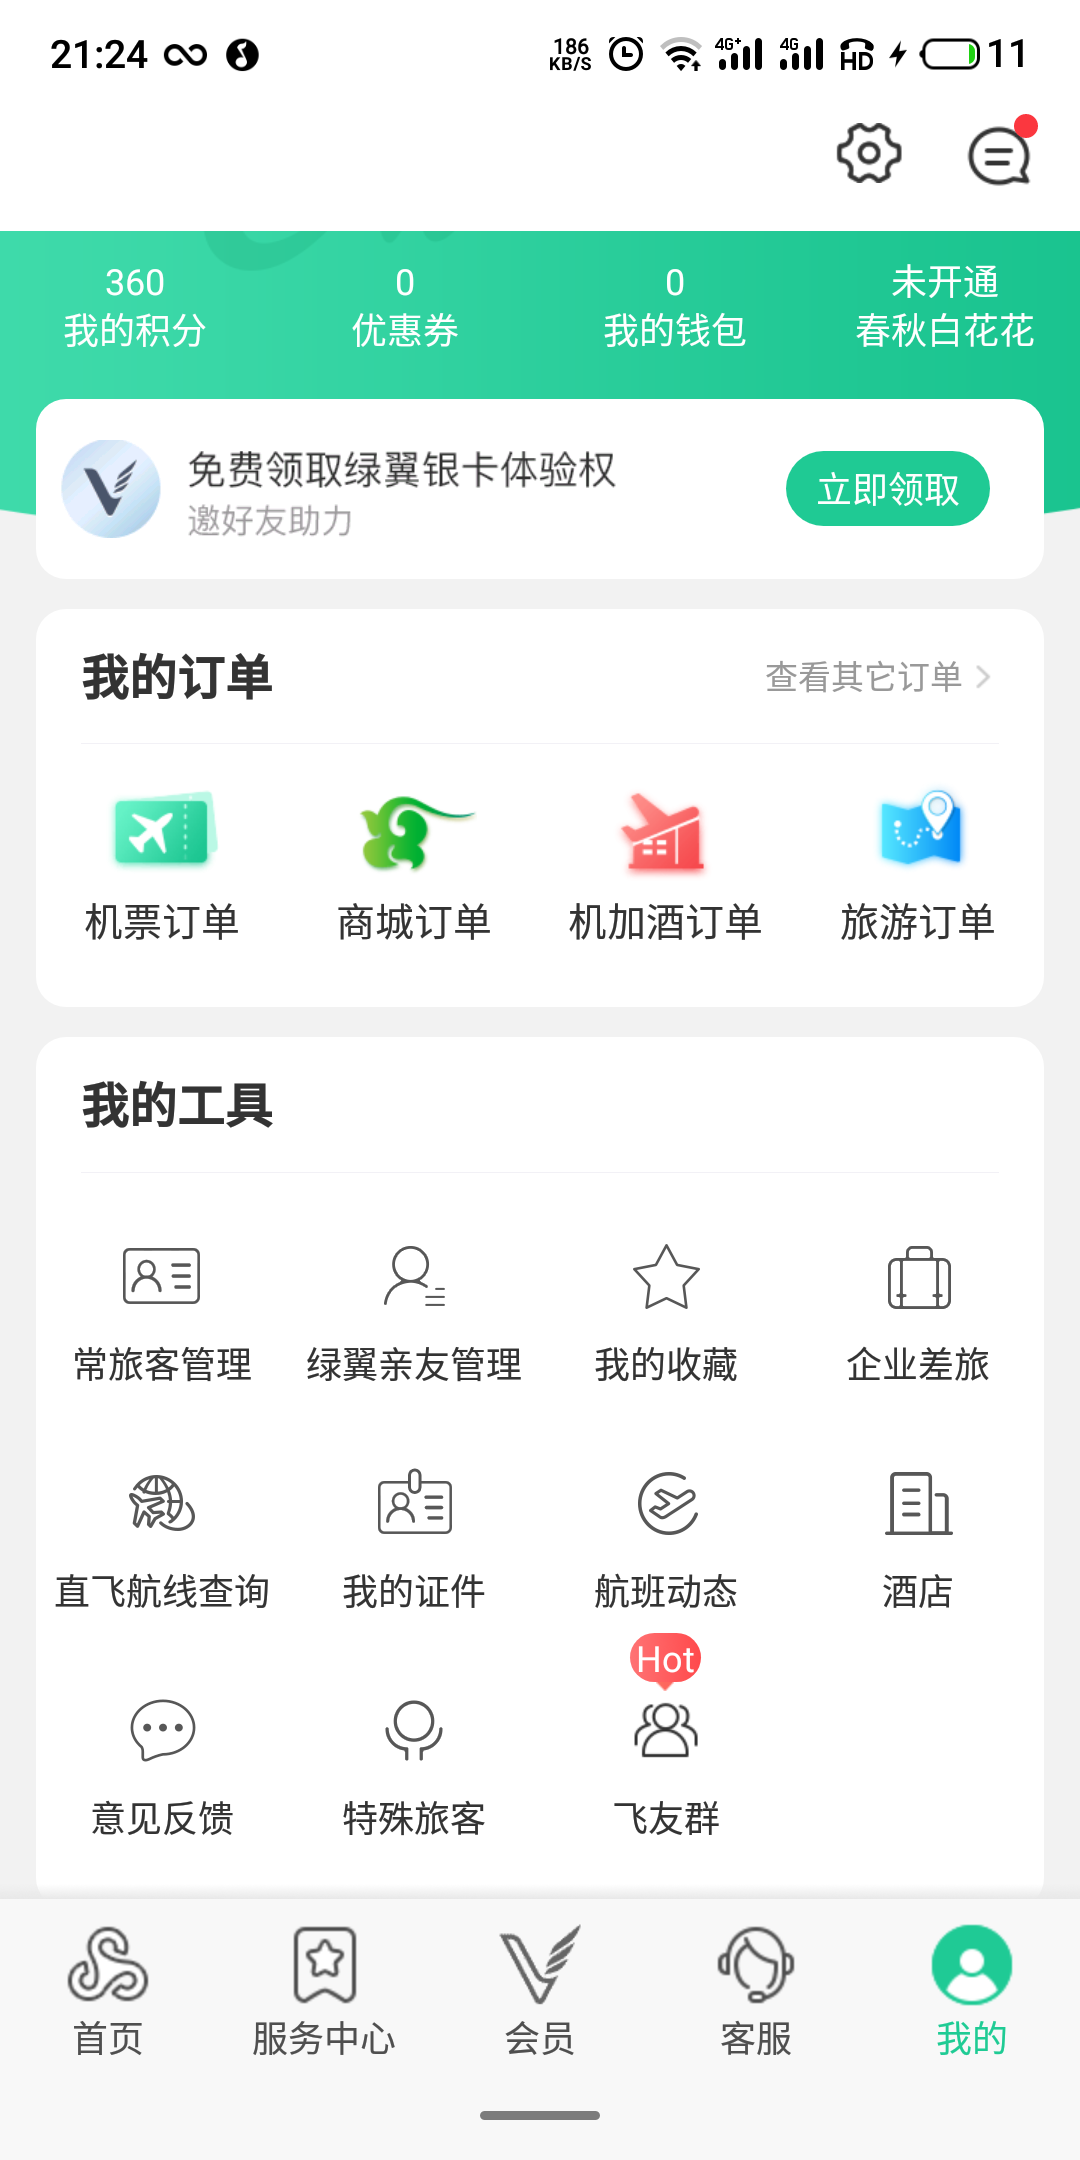 21:24
186
KB/S
4G+
4G
HD
11
360
0
0
未开通
我的积分
优惠券
我的钱包
春秋白花花
免费领取绿翼银卡体验权
邀好友助力
立即领取
我的订单
查看其它订单
机票订单
商城订单
机加酒订单
旅游订单
我的工具
常旅客管理
绿翼亲友管理
我的收藏
企业差旅
直飞航线查询
我的证件
航班动态
酒店
Hot
意见反馈
特殊旅客
飞友群
首页
服务中心
会员
客服
我的